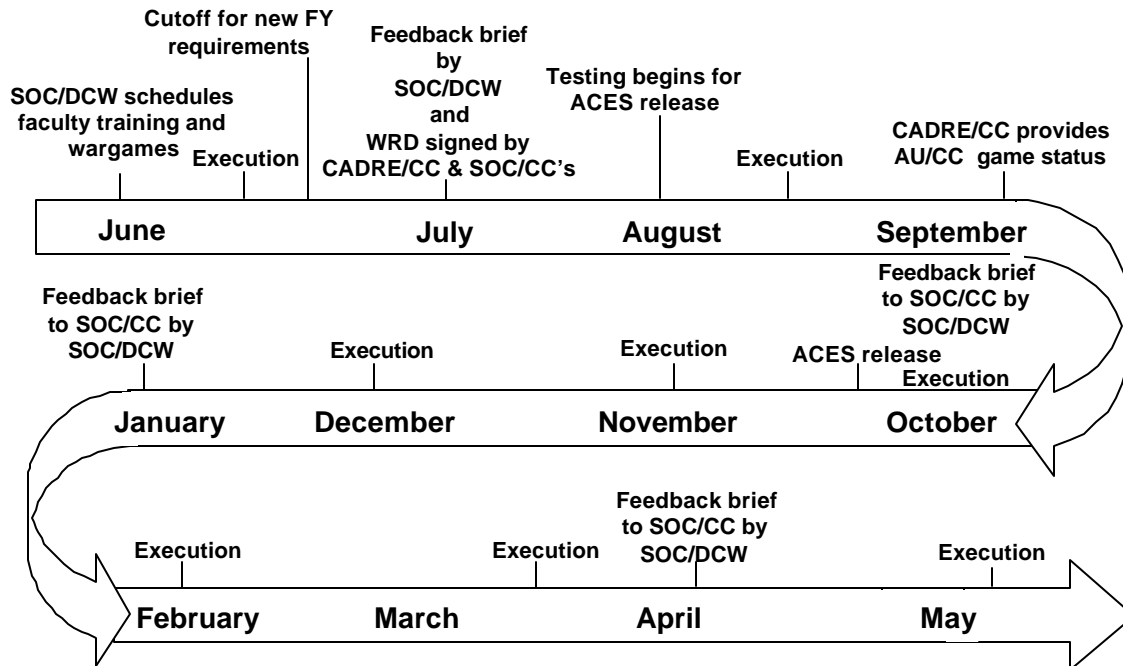 Cutoff for new FY
requirements
Feedback brief
by
SOC/DCW
and
WRD signed by
CADRE/CC & SOC/CC's
Testing begins for
ACES release
SOC/DCW schedules
faculty training and
wargames
Execution
Execution
CADRE/CC provides
AU/CC game status
June
July
August
September
Feedback brief
to SOC/CC by
SOC/DCW
Feedback brief
to SOC/CC by
SOC/DCW
Execution
Execution
ACES release
Execution
January
December
November
October
Feedback brief
to SOC/CC by
SOC/DCW
Execution
Execution
Execution
February
March
April
May